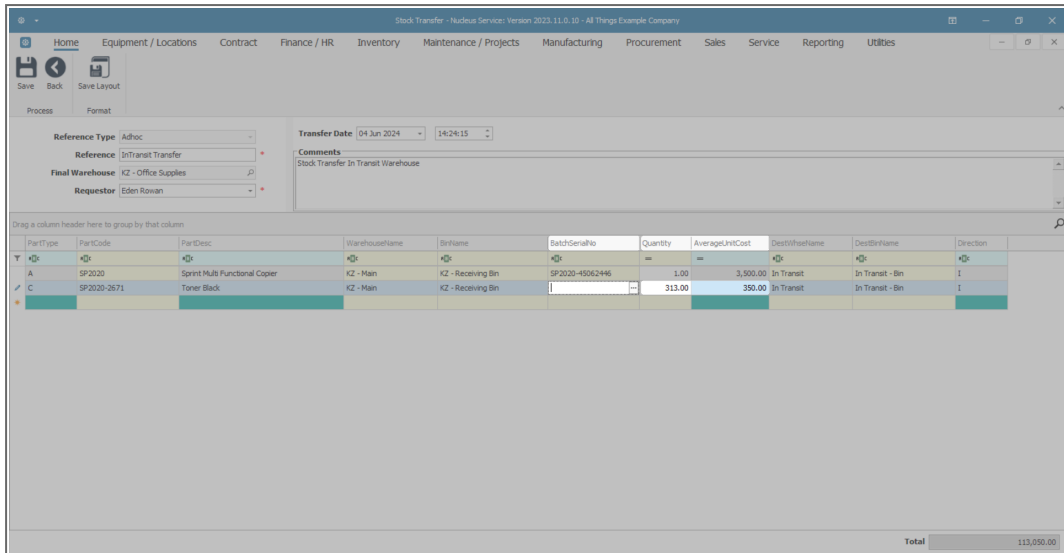 Stock Transfer - Nucleus Service: Version 2023.11.0.10 - All Things Example Company
Home Equipment / Locations Contract Finance / HR Inventory Maintenance / Projects Manufacturing Procurement Sales Service Reporting Utilities
Save Back Save Layout
Process Format
Reference Type Adhoc Transfer Date 04 Jun 2024 14:24:15
Reference InTransit Transfer * Comments
Stock Transfer In Transit Warehouse
Final Warehouse KZ - Office Supplies
Requestor Eden Rowan *
Drag a column header here to group by that column
PartType PartCode PartDesc WarehouseName BinName BatchSerialNo Quantity AverageUnitCost DestWhseName DestBinName Direction
= =
A SP2020 Sprint Multi Functional Copier KZ - Main KZ - Receiving Bin SP2020-45062446 1.00 3,500.00 In Transit In Transit - Bin I
C SP2020-2671 Toner Black KZ - Main KZ - Receiving Bin ... 313.00 350.00 In Transit In Transit - Bin I
Total 113,050.00